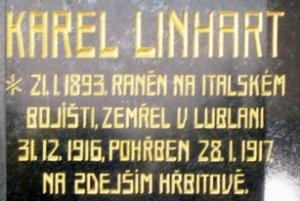 KAREL LINHART
* 21.1.1893, RANĚN NA ITALSKÉM
BOJIŠTI, ZEMŘEL V LUBLANI
31.12.1916, POHŘBEN 28.1.1917
NA ZDEJŠÍM HŘBITOVĚ.